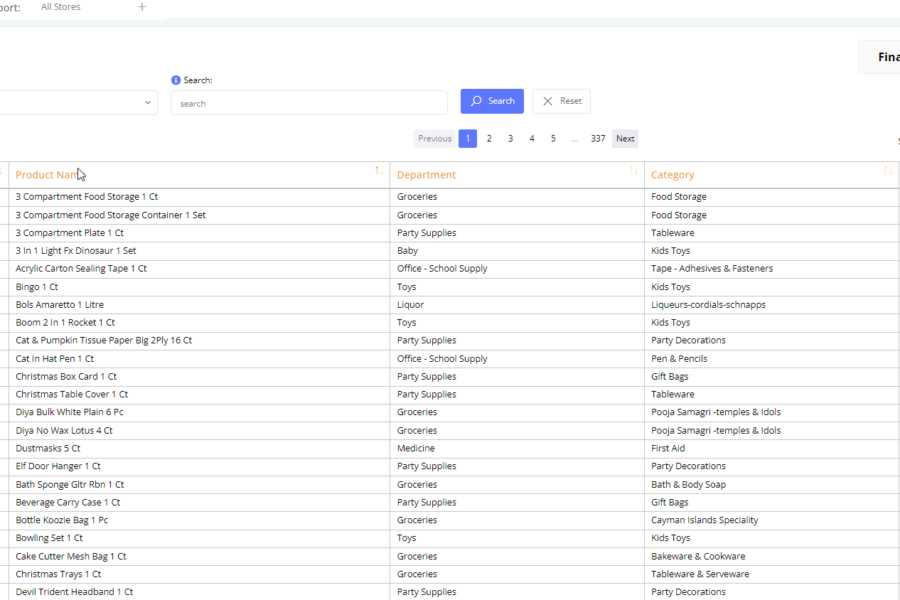 port: All Stores
Fina
Search:
search Search Reset
Previous 1 2 3 4 5 ... 337 Next
Product Nam Department Category
3 Compartment Food Storage 1 Ct Groceries Food Storage
3 Compartment Food Storage Container 1 Set Groceries Food Storage
3 Compartment Plate 1 Ct Party Supplies Tableware
3 In 1 Light Fx Dinosaur 1 Set Baby Kids Toys
Acrylic Carton Sealing Tape 1 Ct Office - School Supply Tape - Adhesives & Fasteners
Bingo 1 Ct Toys Kids Toys
Bols Amaretto 1 Litre Liquor Liqueurs-cordials-schnapps
Boom 2 In 1 Rocket 1 Ct Toys Kids Toys
Cat & Pumpkin Tissue Paper Big 2Ply 16 Ct Party Supplies Party Decorations
Cat In Hat Pen 1 Ct Office - School Supply Pen & Pencils
Christmas Box Card 1 Ct Party Supplies Gift Bags
Christmas Table Cover 1 Ct Party Supplies Tableware
Diya Bulk White Plain 6 Pc Groceries Pooja Samagri -temples & Idols
Diya No Wax Lotus 4 Ct Groceries Pooja Samagri -temples & Idols
Dustmasks 5 Ct Medicine First Aid
Elf Door Hanger 1 Ct Party Supplies Party Decorations
Bath Sponge Gltr Rbn 1 Ct Groceries Bath & Body Soap
Beverage Carry Case 1 Ct Party Supplies Gift Bags
Bottle Koozie Bag 1 Pc Groceries Cayman Islands Speciality
Bowling Set 1 Ct Toys Kids Toys
Cake Cutter Mesh Bag 1 Ct Groceries Bakeware & Cookware
Christmas Trays 1 Ct Groceries Tableware & Serveware
Devil Trident Headband 1 Ct Party Supplies Party Decorations